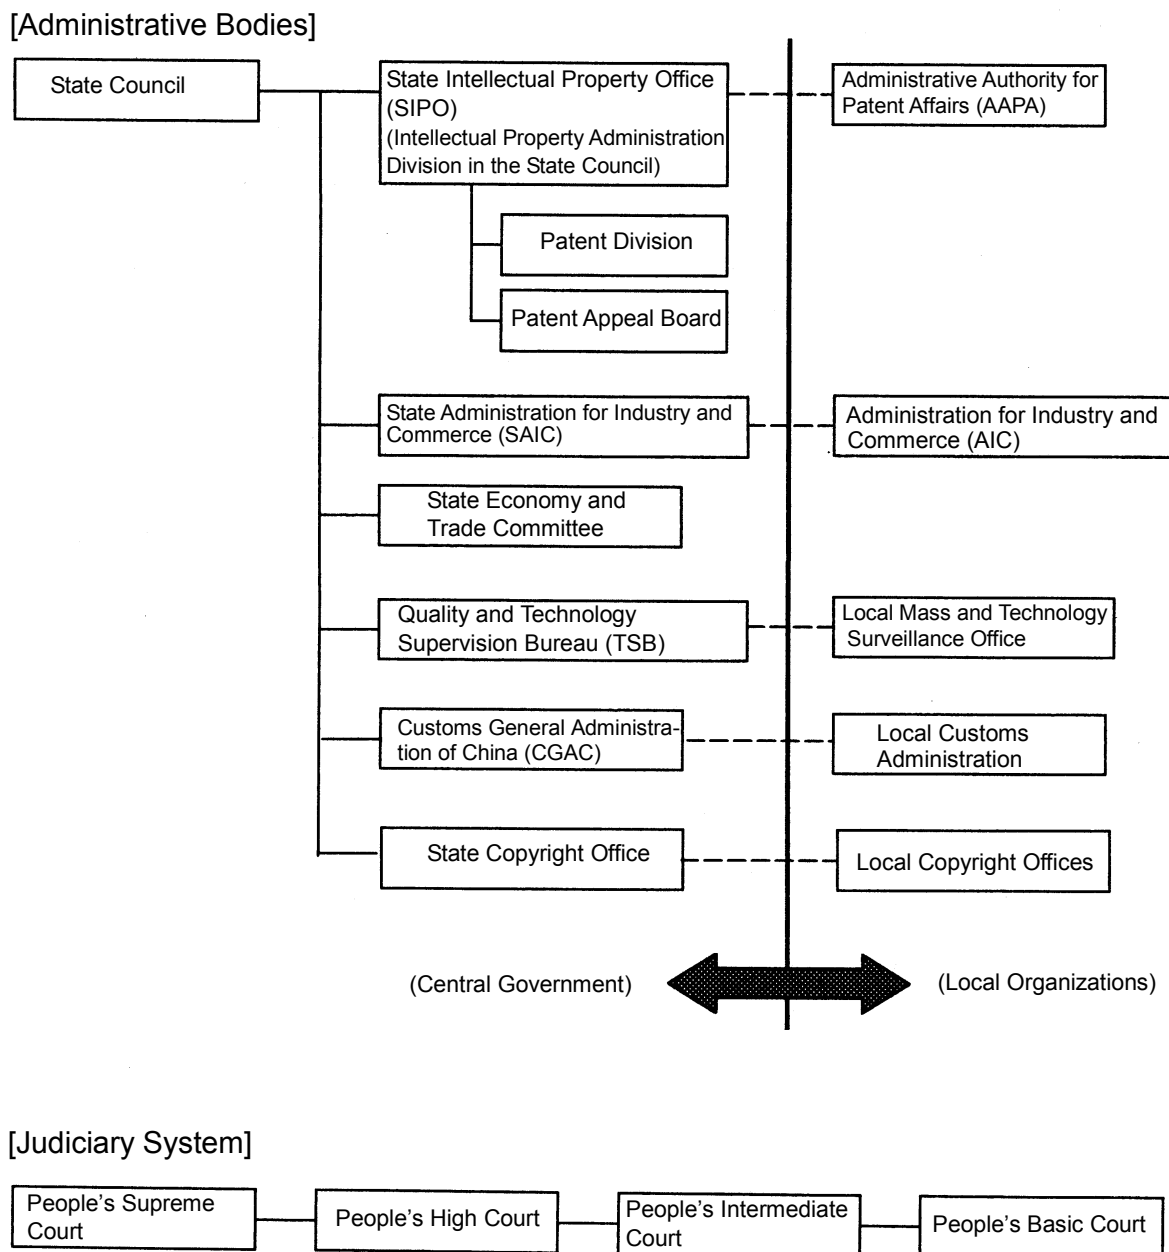 [Administrative Bodies]
State Council
State Intellectual Property Office
(SIPO)
(Intellectual Property Administration
Division in the State Council)
Administrative Authority for
Patent Affairs (AAPA)
Patent Division
Patent Appeal Board
State Administration for Industry and
Commerce (SAIC)
Administration for Industry and
Commerce (AIC)
State Economy and
Trade Committee
Quality and Technology
Supervision Bureau (TSB)
Local Mass and Technology
Surveillance Office
Customs General Administra-
tion of China (CGAC)
Local Customs
Administration
State Copyright Office
Local Copyright Offices
(Central Government)
(Local Organizations)
[Judiciary System]
People's Supreme
Court
People's High Court
People's Intermediate
Court
People's Basic Court